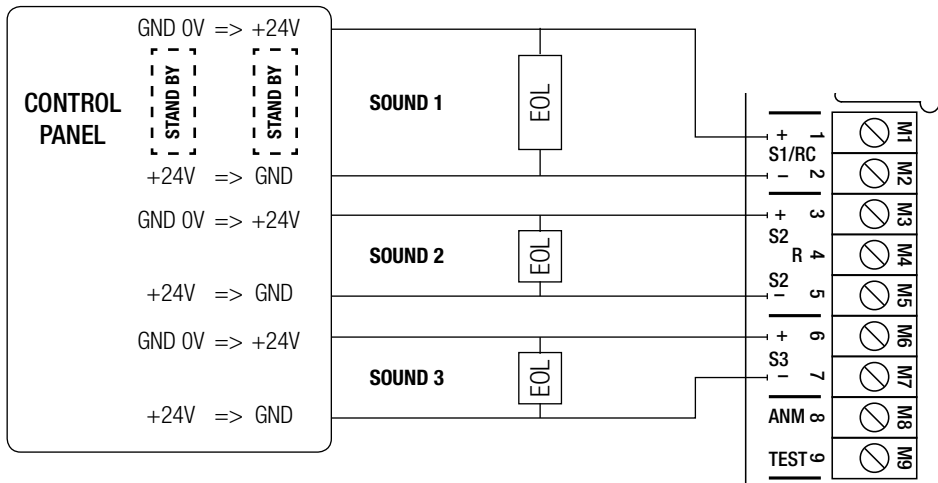 GND 0V => +24V
STAND BY
STAND BY
CONTROL
PANEL
+24V => GND
GND 0V => +24V
+24V => GND
GND 0V => +24V
+24V => GND
SOUND 1
EOL
SOUND 2
EOL
SOUND 3
EOL
+ 1 M1
S1/RC
- 2 M2
+ 3 M3
S2
R 4 M4
S2
- 5 M5
+ 6 M6
S3
- 7 M7
ANM 8 M8
TEST 9 M9